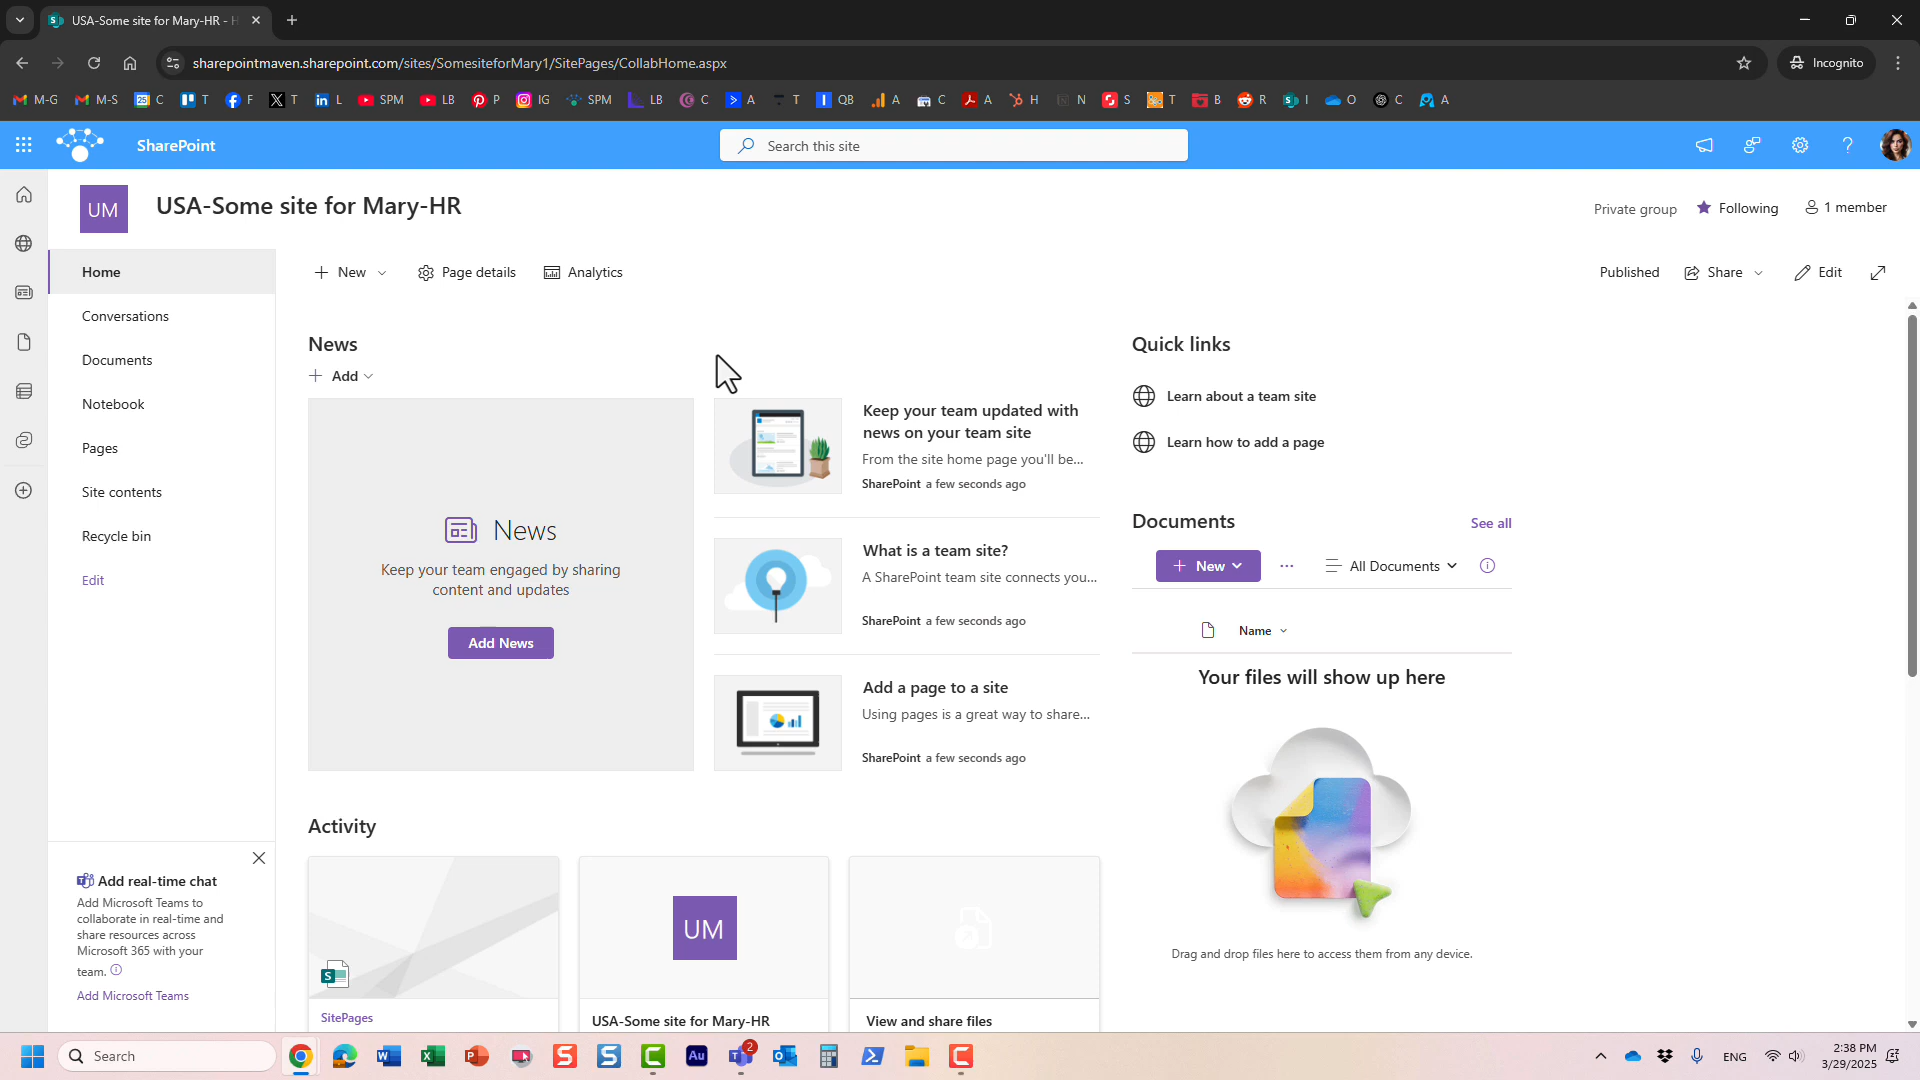 USA-Some site for Mary-HR - H
sharepointmaven.sharepoint.com/sites/SomesiteforMary1/SitePages/CollabHome.aspx
Incognito
M-G
M-S
C
T
F
T
L
SPM
LB
P
IG
SPM
LB
C
A
T
QB
A
C
A
H
N
S
T
B
R
I
O
C
A
SharePoint
Search this site
UM
USA-Some site for Mary-HR
Private group
Following
1 member
Home
Conversations
Documents
Notebook
Pages
Site contents
Recycle bin
Edit
New
Page details
Analytics
Published
Share
Edit
News
Add
News
Keep your team engaged by sharing
content and updates
Add News
Keep your team updated with
news on your team site
From the site home page you'll be...
SharePoint a few seconds ago
What is a team site?
A SharePoint team site connects you...
SharePoint a few seconds ago
Add a page to a site
Using pages is a great way to share...
SharePoint a few seconds ago
Quick links
Learn about a team site
Learn how to add a page
Documents
See all
New
All Documents
Name
Your files will show up here
Drag and drop files here to access them from any device.
Activity
SitePages
UM
USA-Some site for Mary-HR
View and share files
Add real-time chat
Add Microsoft Teams to
collaborate in real-time and
share resources across
Microsoft 365 with your
team.
Add Microsoft Teams
Search
2
ENG
2:38 PM
3/29/2025